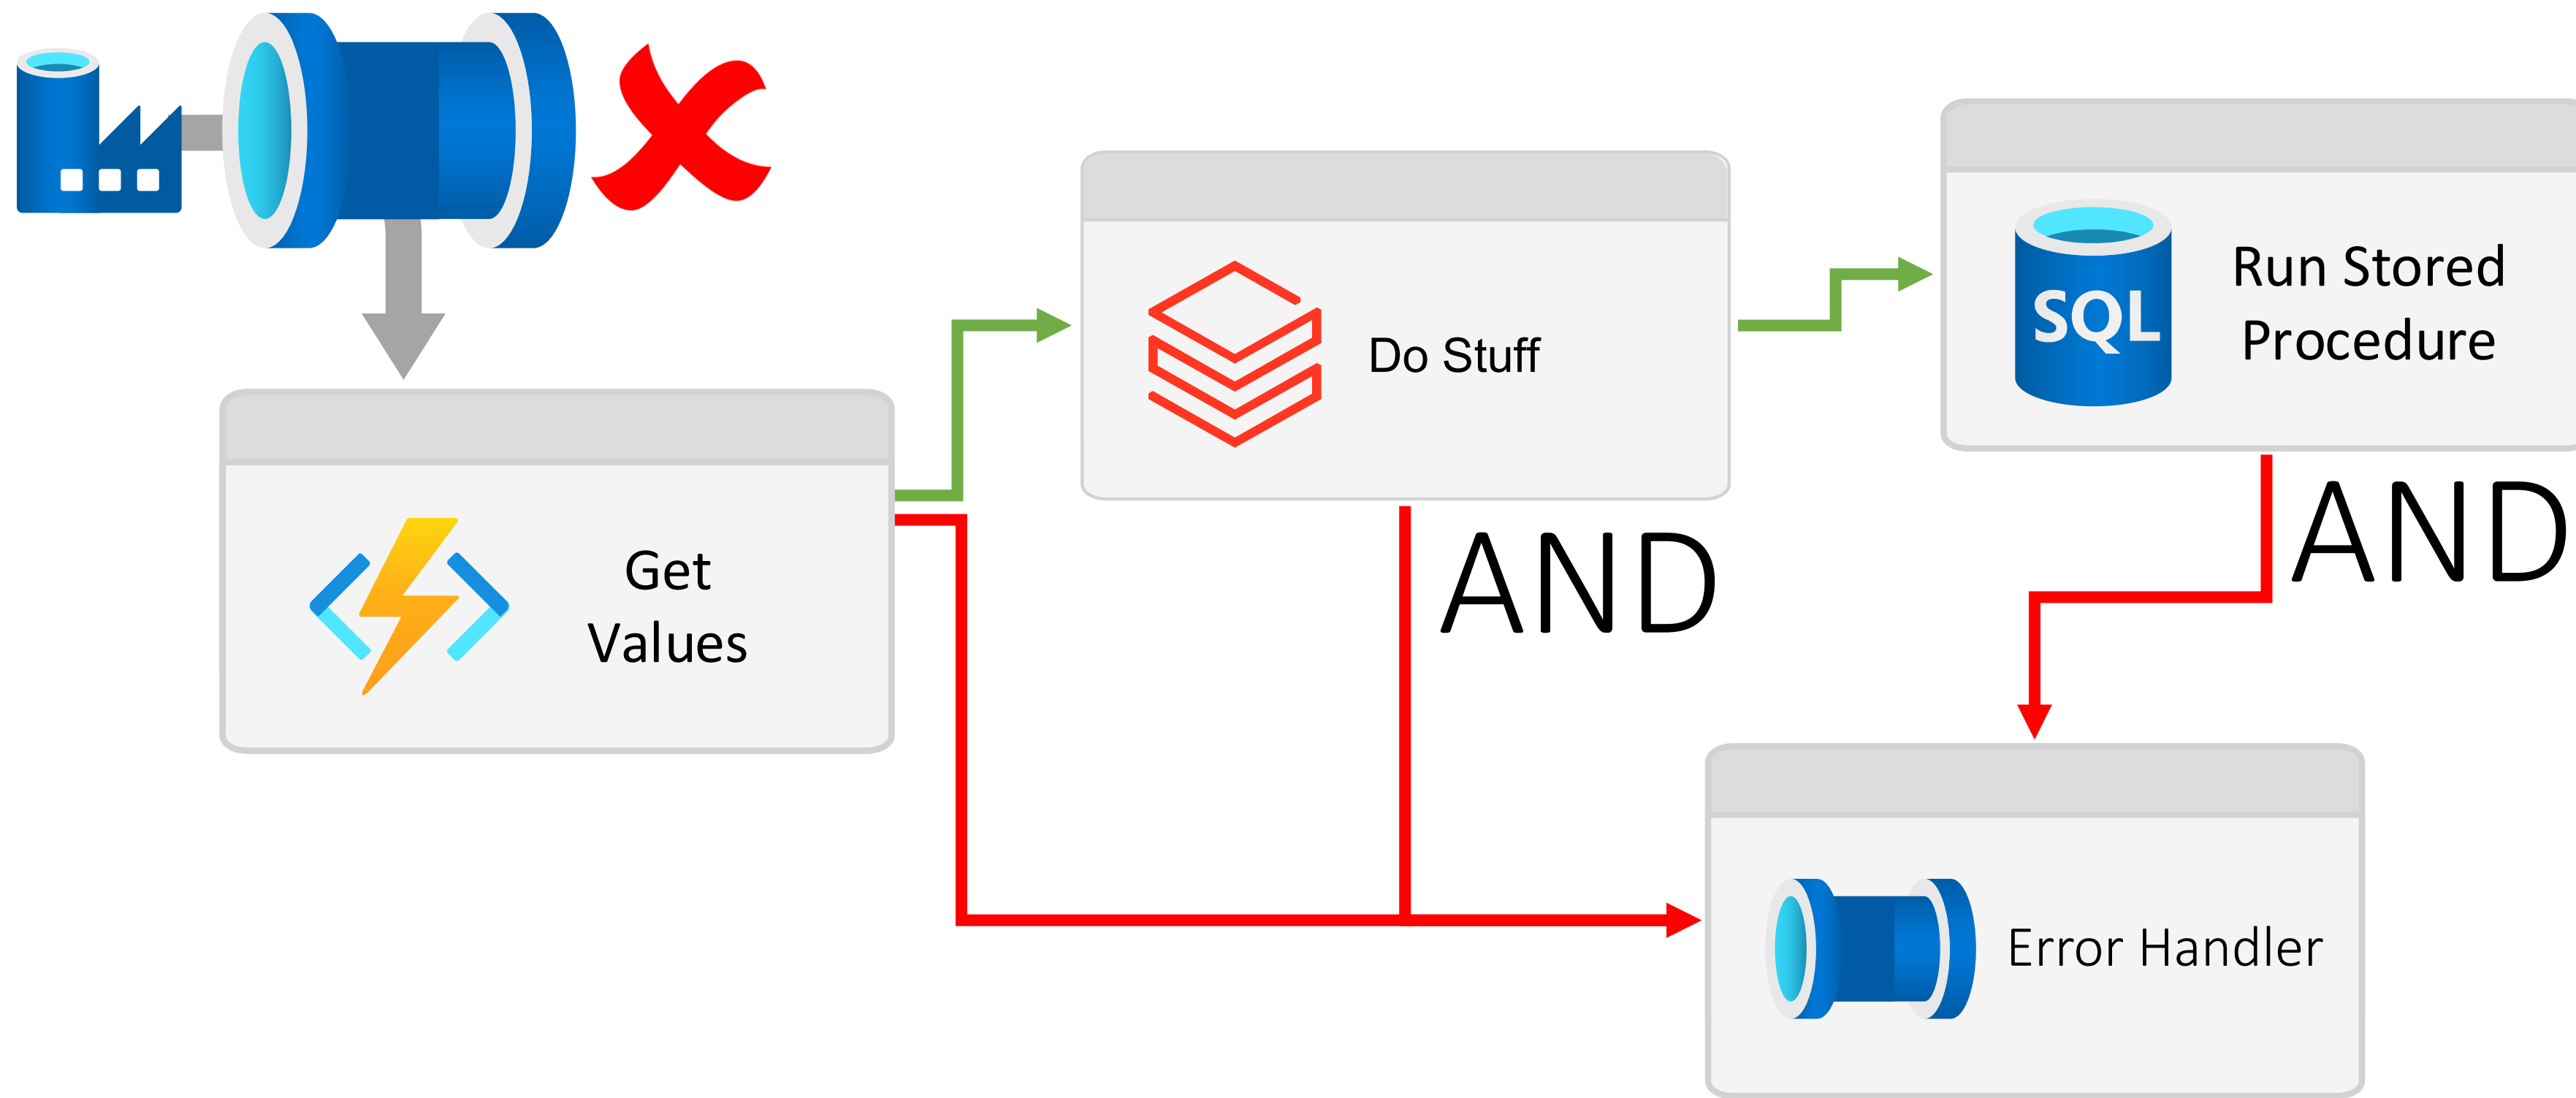 Get
Values
Do Stuff
AND
SQL
Run Stored
Procedure
AND
Error Handler